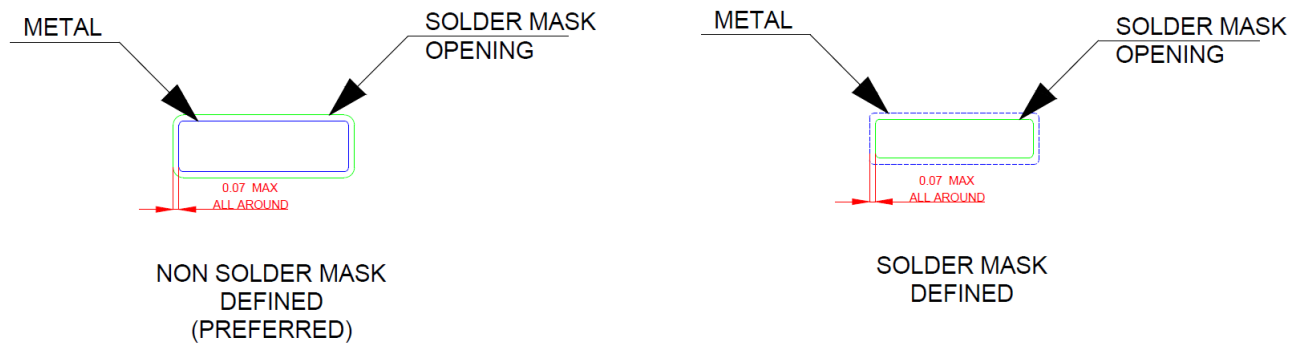 METAL
SOLDER MASK
OPENING
0.07 MAX
ALL AROUND
NON SOLDER MASK
DEFINED
(PREFERRED)
METAL
SOLDER MASK
OPENING
0.07 MAX
ALL AROUND
SOLDER MASK
DEFINED